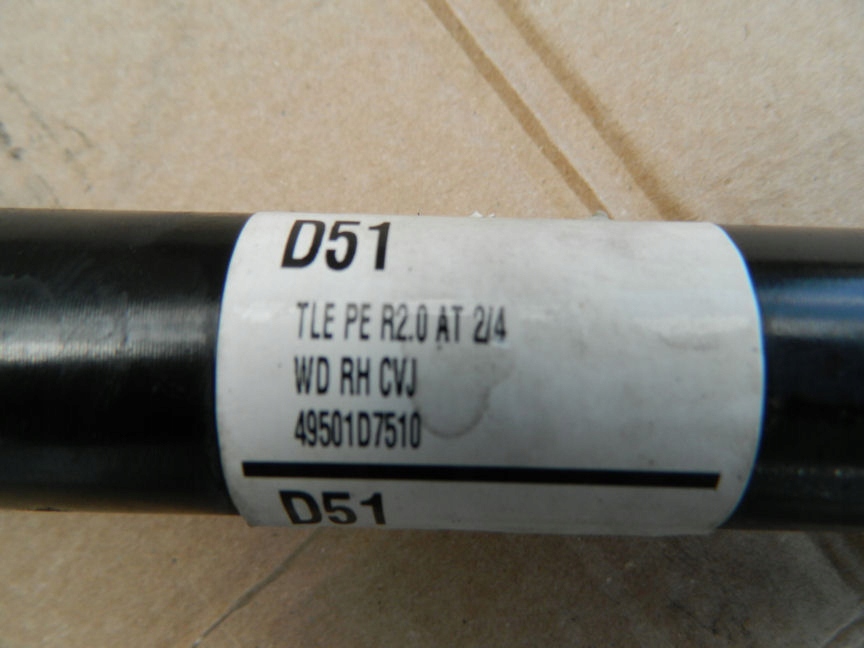 D51
TLE PE R2.0 AT 2/4
WD RH CVJ
49501D7510
D51